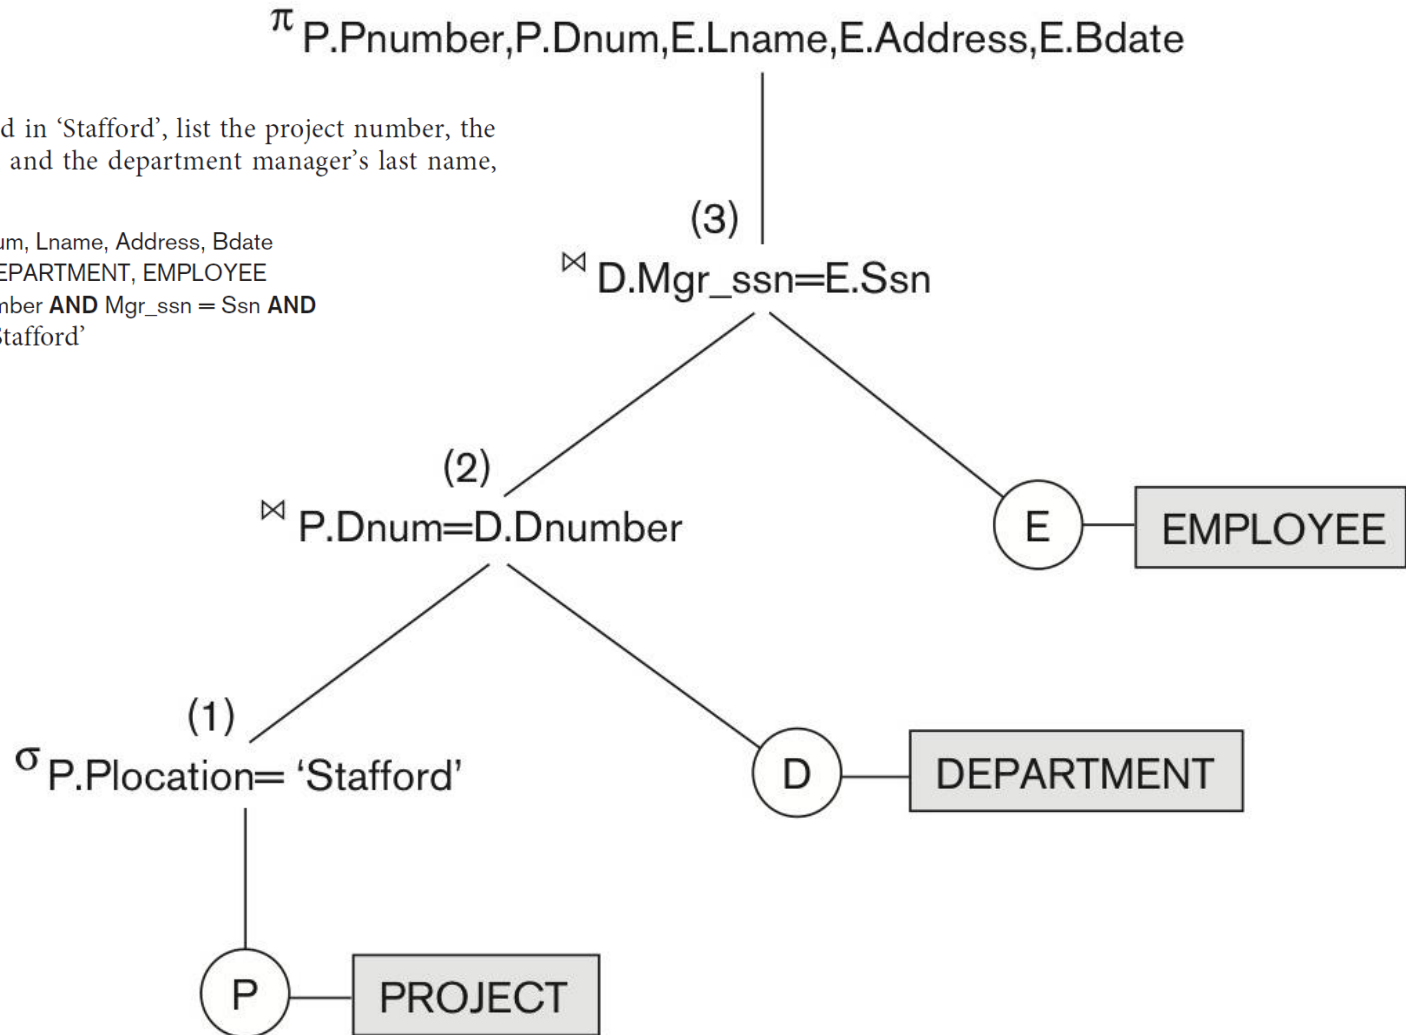 π P.Pnumber,P.Dnum,E.Lname,E.Address,E.Bdate
d in ‘Stafford’, list the project number, the
and the department manager’s last name,
um, Lname, Address, Bdate
EPARTMENT, EMPLOYEE
mber AND Mgr_ssn = Ssn AND
Stafford’
(3)
⋈ D.Mgr_ssn=E.Ssn
(2)
⋈ P.Dnum=D.Dnumber
E
EMPLOYEE
(1)
σ P.Plocation= ‘Stafford’
D
DEPARTMENT
P
PROJECT